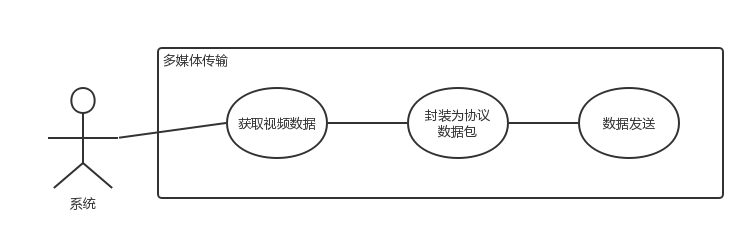 多媒体传输
获取视频数据
封装为协议
数据包
数据发送
系统